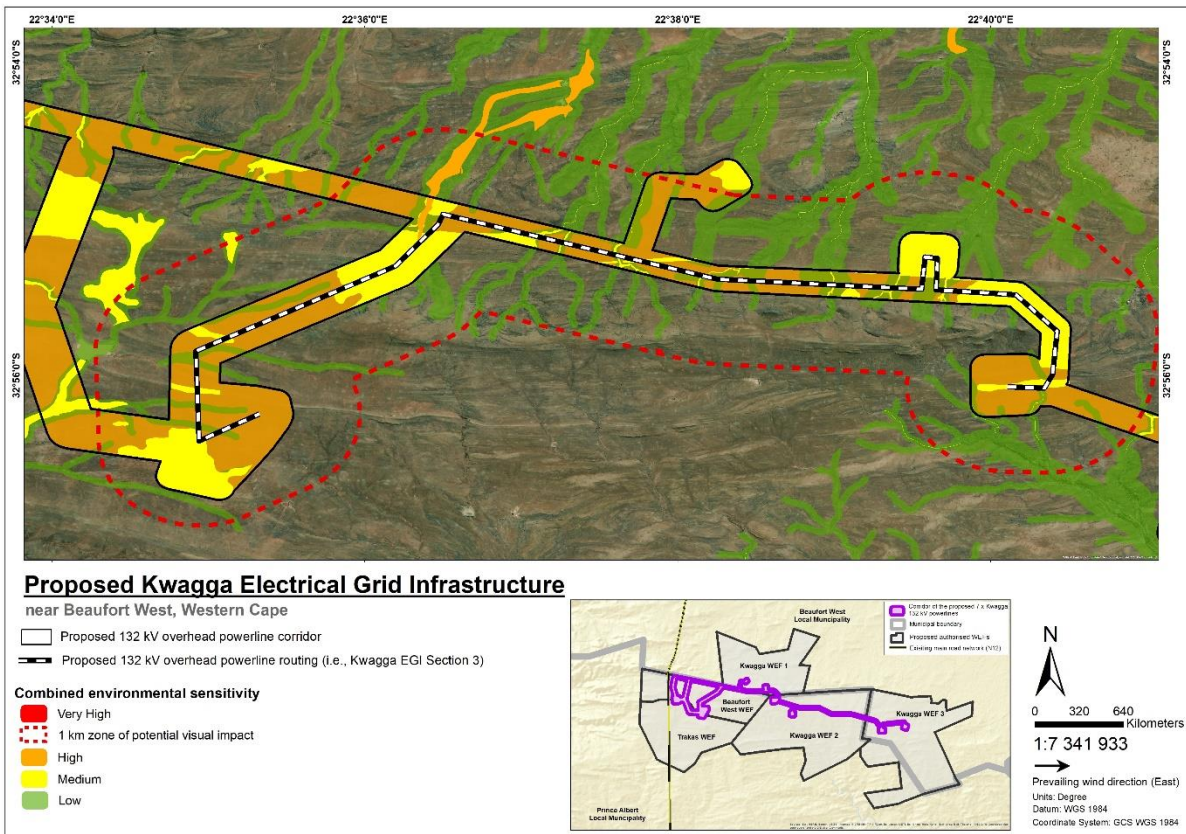 22°34'0"E
22°36'0"E
22°38'0"E
22°40'0"E
32°54'0"S
32°54'0"S
32°56'0"S
32°56'0"S
Proposed Kwagga Electrical Grid Infrastructure
near Beaufort West, Western Cape
Proposed 132 kV overhead powerline corridor
Proposed 132 kV overhead powerline routing (i.e., Kwagga EGI Section 3)
Combined environmental sensitivity
Very High
1 km zone of potential visual impact
High
Medium
Low
Beaufort West
Local Municipality
Corridor of the proposed 7 x Kwagga
132 kV powerlines
Municipal boundary
Proposed authorised WEFs
Existing main road network (N12)
Kwagga WEF 1
Beaufort
West WEF
Kwagga WEF 3
Trakas WEF
Kwagga WEF 2
Prince Albert
Local Municipality
N
0 320 640
Kilometers
1:7 341 933
Prevailing wind direction (East)
Units: Degree
Datum: WGS 1984
Coordinate System: GCS WGS 1984